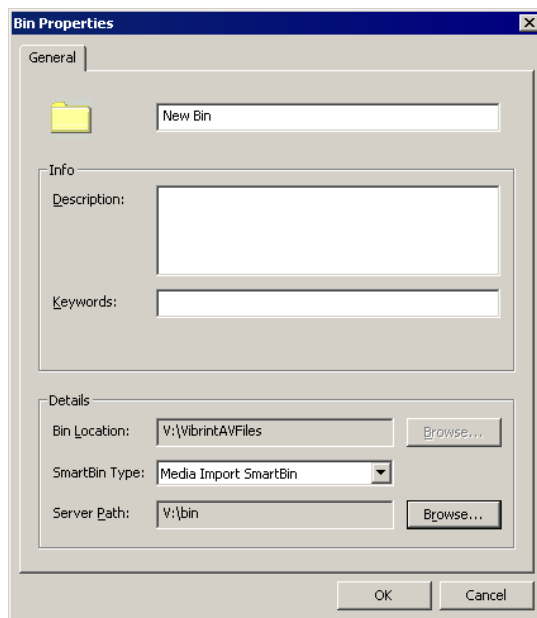 Bin Properties
General
New Bin
Info
Description:
Keywords:
Details
Bin Location: V:\VibrintAVFiles Browse...
SmartBin Type: Media Import SmartBin
Server Path: V:\bin Browse...
OK Cancel